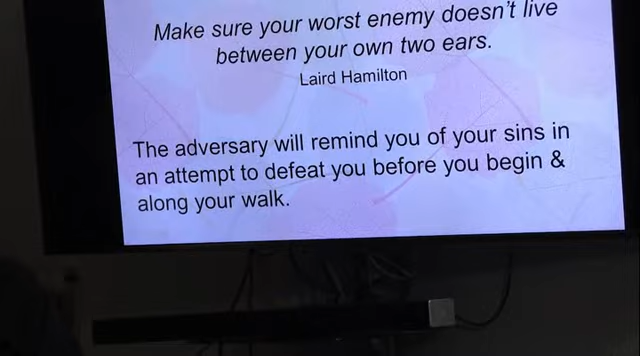 Make sure your worst enemy doesn't live
between your own two ears.
Laird Hamilton
The adversary will remind you of your sins in
an attempt to defeat you before you begin &
along your walk.